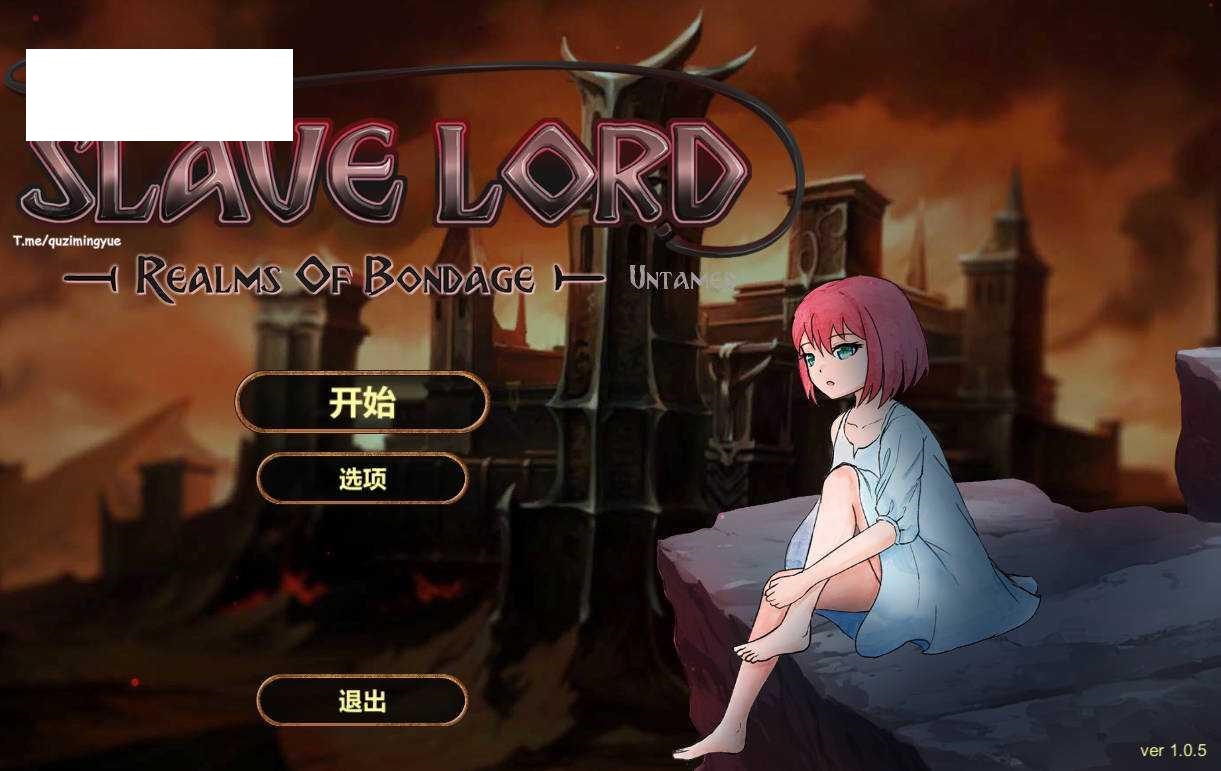 SLAVE LORD
T.me/quzimingyue
REALMS OF BONDAGE UNTAMED
开始
选项
退出
ver 1.0.5